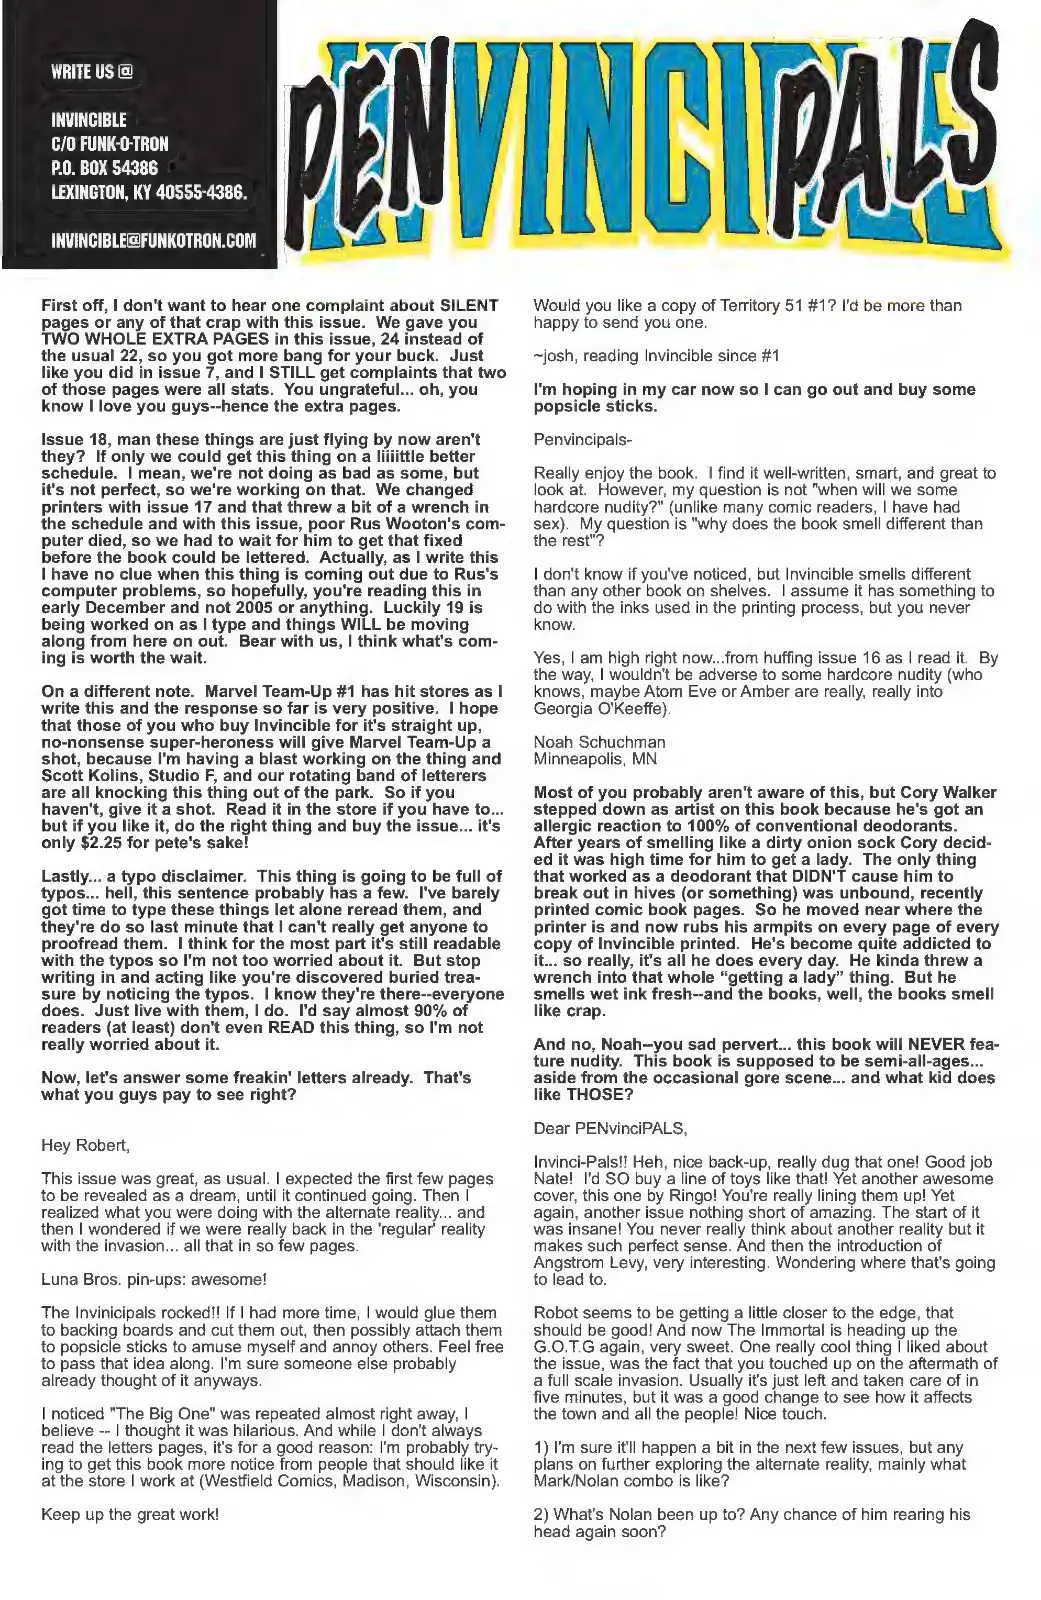 WRITE US @
INVINCIBLE
C/O FUNK-O-TRON
P.O. BOX 54386
LEXINGTON, KY 40555-4386.
INVINCIBLE@FUNKOTRON.COM
INVINCIBLE
PEN PALS
First off, I don't want to hear one complaint about SILENT
pages or any of that crap with this issue.  We gave you
TWO WHOLE EXTRA PAGES in this issue, 24 instead of
the usual 22, so you got more bang for your buck.  Just
like you did in issue 7, and I STILL get complaints that two
of those pages were all stats.  You ungrateful... oh, you
know I love you guys--hence the extra pages.
Issue 18, man these things are just flying by now aren't
they?  If only we could get this thing on a liiiittle better
schedule.  I mean, we're not doing as bad as some, but
it's not perfect, so we're working on that.  We changed
printers with issue 17 and that threw a bit of a wrench in
the schedule and with this issue, poor Rus Wooton's com-
puter died, so we had to wait for him to get that fixed
before the book could be lettered.  Actually, as I write this
I have no clue when this thing is coming out due to Rus's
computer problems, so hopefully, you're reading this in
early December and not 2005 or anything.  Luckily 19 is
being worked on as I type and things WILL be moving
along from here on out.  Bear with us, I think what's com-
ing is worth the wait.
On a different note.  Marvel Team-Up #1 has hit stores as I
write this and the response so far is very positive.  I hope
that those of you who buy Invincible for it's straight up,
no-nonsense super-heroness will give Marvel Team-Up a
shot, because I'm having a blast working on the thing and
Scott Kolins, Studio F, and our rotating band of letterers
are all knocking this thing out of the park.  So if you
haven't, give it a shot.  Read it in the store if you have to...
but if you like it, do the right thing and buy the issue... it's
only $2.25 for pete's sake!
Lastly... a typo disclaimer.  This thing is going to be full of
typos... hell, this sentence probably has a few.  I've barely
got time to type these things let alone reread them, and
they're do so last minute that I can't really get anyone to
proofread them.  I think for the most part it's still readable
with the typos so I'm not too worried about it.  But stop
writing in and acting like you're discovered buried trea-
sure by noticing the typos.  I know they're there--everyone
does.  Just live with them, I do.  I'd say almost 90% of
readers (at least) don't even READ this thing, so I'm not
really worried about it.
Now, let's answer some freakin' letters already.  That's
what you guys pay to see right?
Hey Robert,
This issue was great, as usual. I expected the first few pages
to be revealed as a dream, until it continued going. Then I
realized what you were doing with the alternate reality... and
then I wondered if we were really back in the 'regular' reality
with the invasion... all that in so few pages.
Luna Bros. pin-ups: awesome!
The Invinicipals rocked!! If I had more time, I would glue them
to backing boards and cut them out, then possibly attach them
to popsicle sticks to amuse myself and annoy others. Feel free
to pass that idea along. I'm sure someone else probably
already thought of it anyways.
I noticed "The Big One" was repeated almost right away, I
believe -- I thought it was hilarious. And while I don't always
read the letters pages, it's for a good reason: I'm probably try-
ing to get this book more notice from people that should like it
at the store I work at (Westfield Comics, Madison, Wisconsin).
Keep up the great work!
Would you like a copy of Territory 51 #1? I'd be more than
happy to send you one.
~josh, reading Invincible since #1
I'm hoping in my car now so I can go out and buy some
popsicle sticks.
Penvincipals-
Really enjoy the book.  I find it well-written, smart, and great to
look at.  However, my question is not "when will we some
hardcore nudity?" (unlike many comic readers, I have had
sex).  My question is "why does the book smell different than
the rest"?
I don't know if you've noticed, but Invincible smells different
than any other book on shelves.  I assume it has something to
do with the inks used in the printing process, but you never
know.
Yes, I am high right now...from huffing issue 16 as I read it.  By
the way, I wouldn't be adverse to some hardcore nudity (who
knows, maybe Atom Eve or Amber are really, really into
Georgia O'Keeffe).
Noah Schuchman
Minneapolis, MN
Most of you probably aren't aware of this, but Cory Walker
stepped down as artist on this book because he's got an
allergic reaction to 100% of conventional deodorants.
After years of smelling like a dirty onion sock Cory decid-
ed it was high time for him to get a lady.  The only thing
that worked as a deodorant that DIDN'T cause him to
break out in hives (or something) was unbound, recently
printed comic book pages.  So he moved near where the
printer is and now rubs his armpits on every page of every
copy of Invincible printed.  He's become quite addicted to
it... so really, it's all he does every day.  He kinda threw a
wrench into that whole “getting a lady” thing.  But he
smells wet ink fresh--and the books, well, the books smell
like crap.
And no, Noah--you sad pervert... this book will NEVER fea-
ture nudity.  This book is supposed to be semi-all-ages...
aside from the occasional gore scene... and what kid does
like THOSE?
Dear PENvinciPALS,
Invinci-Pals!! Heh, nice back-up, really dug that one! Good job
Nate!  I'd SO buy a line of toys like that! Yet another awesome
cover, this one by Ringo! You're really lining them up! Yet
again, another issue nothing short of amazing. The start of it
was insane! You never really think about another reality but it
makes such perfect sense. And then the introduction of
Angstrom Levy, very interesting. Wondering where that's going
to lead to.
Robot seems to be getting a little closer to the edge, that
should be good! And now The Immortal is heading up the
G.O.T.G again, very sweet. One really cool thing I liked about
the issue, was the fact that you touched up on the aftermath of
a full scale invasion. Usually it's just left and taken care of in
five minutes, but it was a good change to see how it affects
the town and all the people! Nice touch.
1) I'm sure it'll happen a bit in the next few issues, but any
plans on further exploring the alternate reality, mainly what
Mark/Nolan combo is like?
2) What's Nolan been up to? Any chance of him rearing his
head again soon?